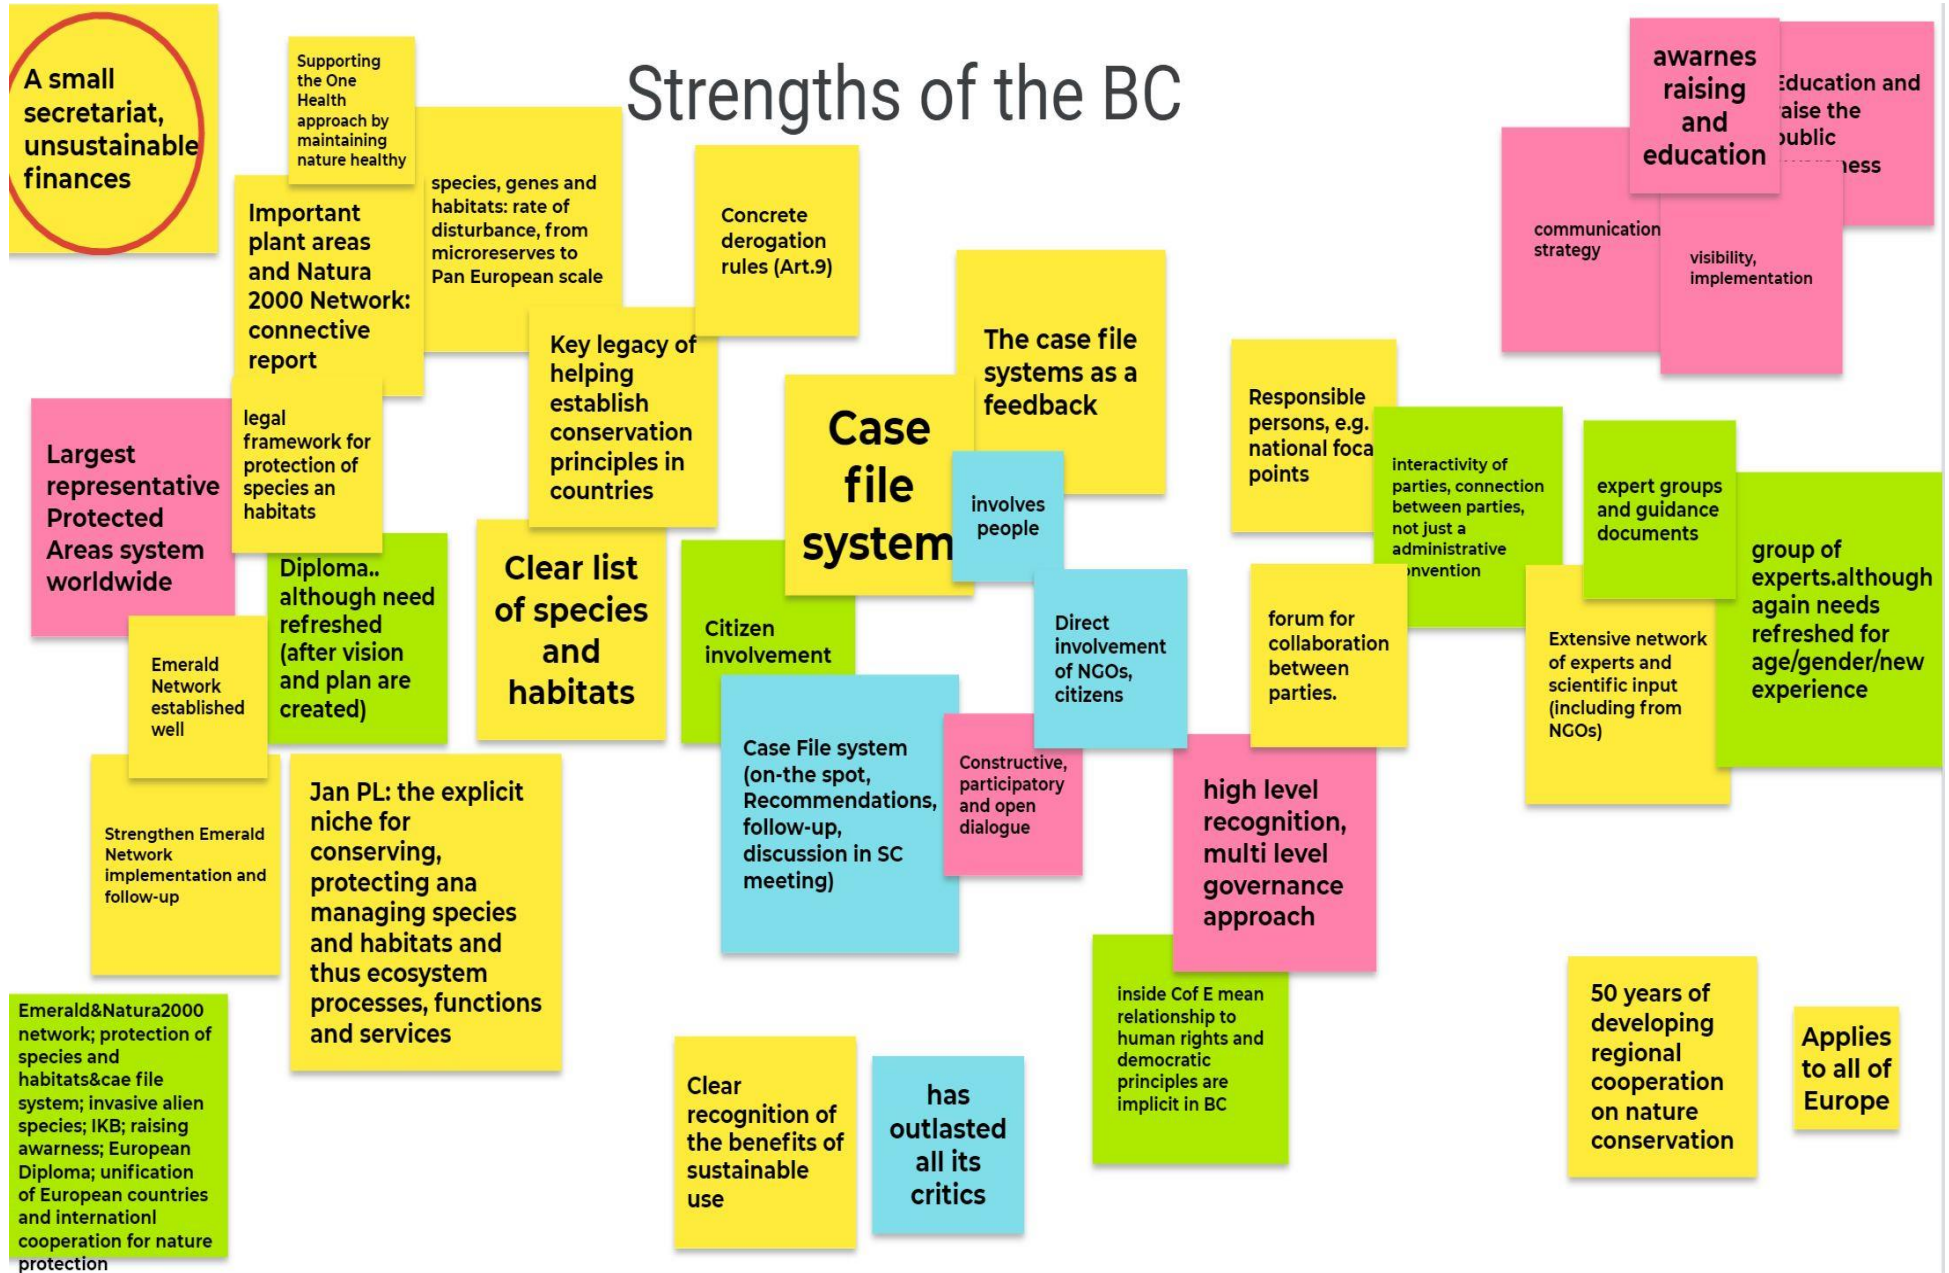 Strengths of the BC
A small
secretariat,
unsustainable
finances
Supporting
the One
Health
approach by
maintaining
nature healthy
species, genes and
habitats: rate of
disturbance, from
microreserves to
Pan European scale
Important
plant areas
and Natura
2000 Network:
connective
report
Concrete
derogation
rules (Art.9)
Key legacy of
helping
establish
conservation
principles in
countries
legal
framework for
protection of
species an
habitats
Largest
representative
Protected
Areas system
worldwide
Diploma..
although need
refreshed
(after vision
and plan are
created)
Emerald
Network
established
well
Strengthen Emerald
Network
implementation and
follow-up
Jan PL: the explicit
niche for
conserving,
protecting ana
managing species
and habitats and
thus ecosystem
processes, functions
and services
Emerald&Natura2000
network; protection of
species and
habitats&cae file
system; invasive alien
species; IKB; raising
awarness; European
Diploma; unification
of European countries
and internationl
cooperation for nature
protection
Clear list
of species
and
habitats
Case
file
system
The case file
systems as a
feedback
involves
people
Citizen
involvement
Direct
involvement
of NGOs,
citizens
Case File system
(on-the spot,
Recommendations,
follow-up,
discussion in SC
meeting)
Constructive,
participatory
and open
dialogue
high level
recognition,
multi level
governance
approach
inside Cof E mean
relationship to
human rights and
democratic
principles are
implicit in BC
Clear
recognition of
the benefits of
sustainable
use
has
outlasted
all its
critics
awarnes
raising
and
education
Education and
raise the
public
communication
strategy
visibility,
implementation
Responsible
persons, e.g.
national foca
points
interactivity of
parties, connection
between parties,
not just a
administrative
convention
forum for
collaboration
between
parties.
expert groups
and guidance
documents
Extensive network
of experts and
scientific input
(including from
NGOs)
group of
experts.although
again needs
refreshed for
age/gender/new
experience
50 years of
developing
regional
cooperation
on nature
conservation
Applies
to all of
Europe